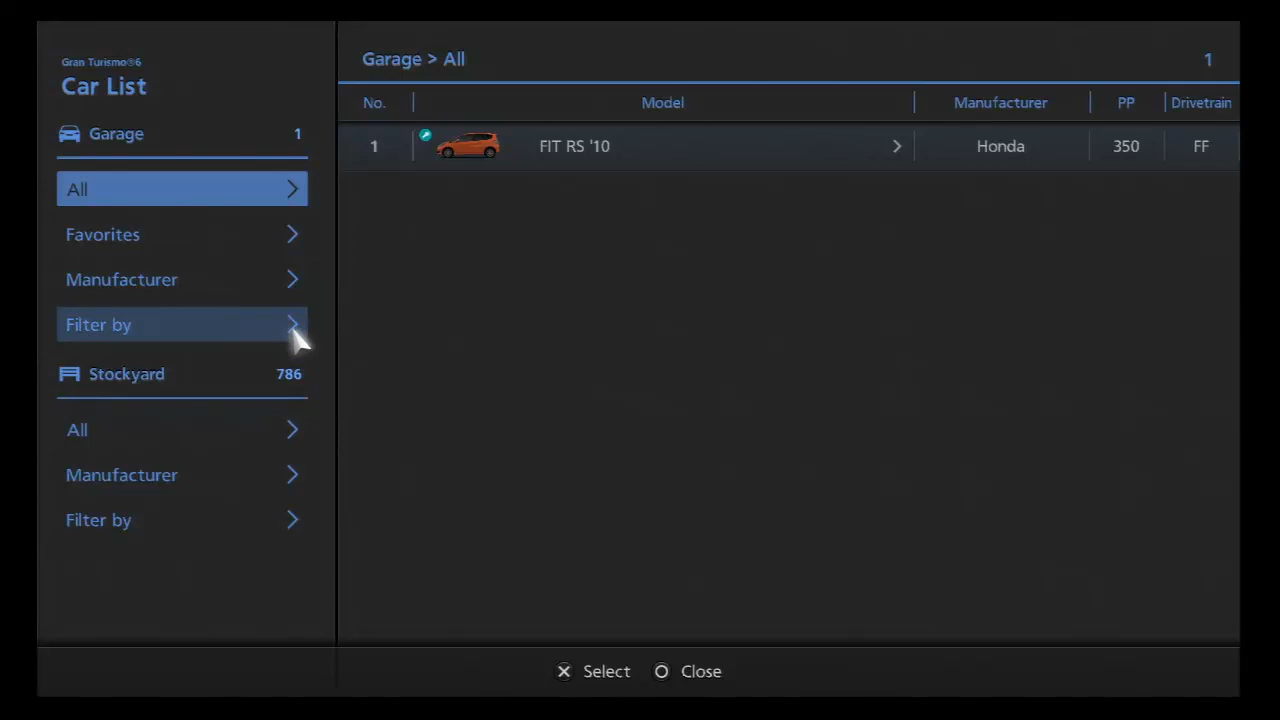 Gran Turismo®6
Car List
Garage 1
All
Favorites
Manufacturer
Filter by
Stockyard 786
All
Manufacturer
Filter by
Garage > All 1
No. Model Manufacturer PP Drivetrain
1 FIT RS '10 Honda 350 FF
Select Close